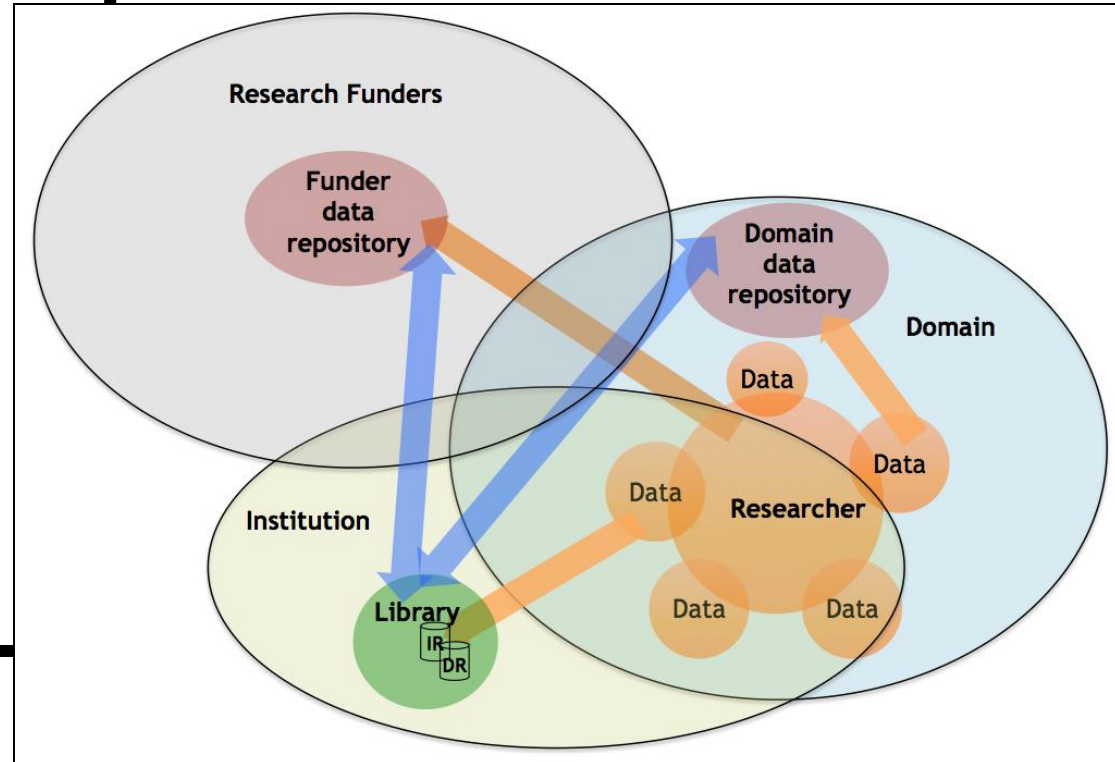 Research Funders
Funder
data
repository
Domain
data
repository
Domain
Data
Data
Data
Researcher
Institution
Data
Data
Library
IR
DR